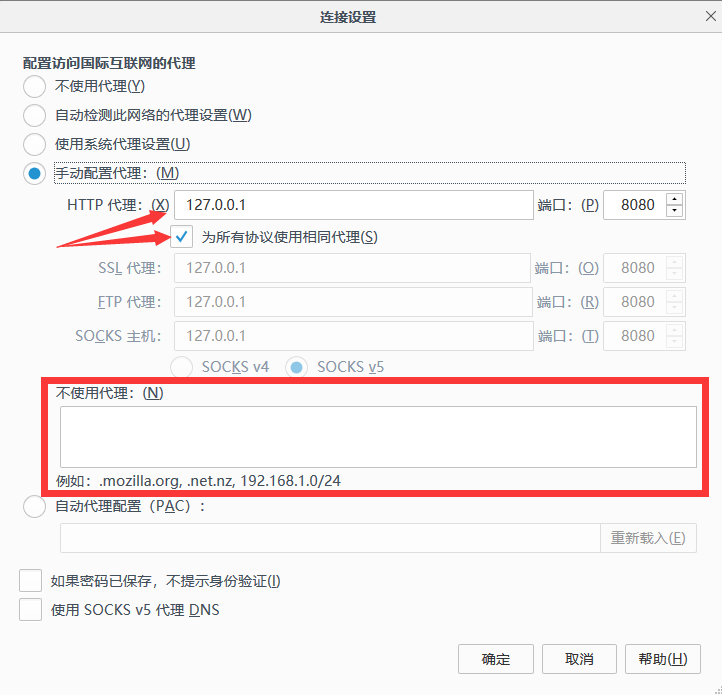 连接设置
配置访问国际互联网的代理
不使用代理(Y)
自动检测此网络的代理设置(W)
使用系统代理设置(U)
手动配置代理：(M)
HTTP 代理：(X) 127.0.0.1 端口：(P) 8080
为所有协议使用相同代理(S)
SSL 代理： 127.0.0.1 端口：(O) 8080
FTP 代理： 127.0.0.1 端口：(R) 8080
SOCKS 主机： 127.0.0.1 端口：(T) 8080
SOCKS v4 SOCKS v5
不使用代理：(N)
例如：.mozilla.org, .net.nz, 192.168.1.0/24
自动代理配置（PAC）：
重新载入(E)
如果密码已保存，不提示身份验证(I)
使用 SOCKS v5 代理 DNS
确定 取消 帮助(H)